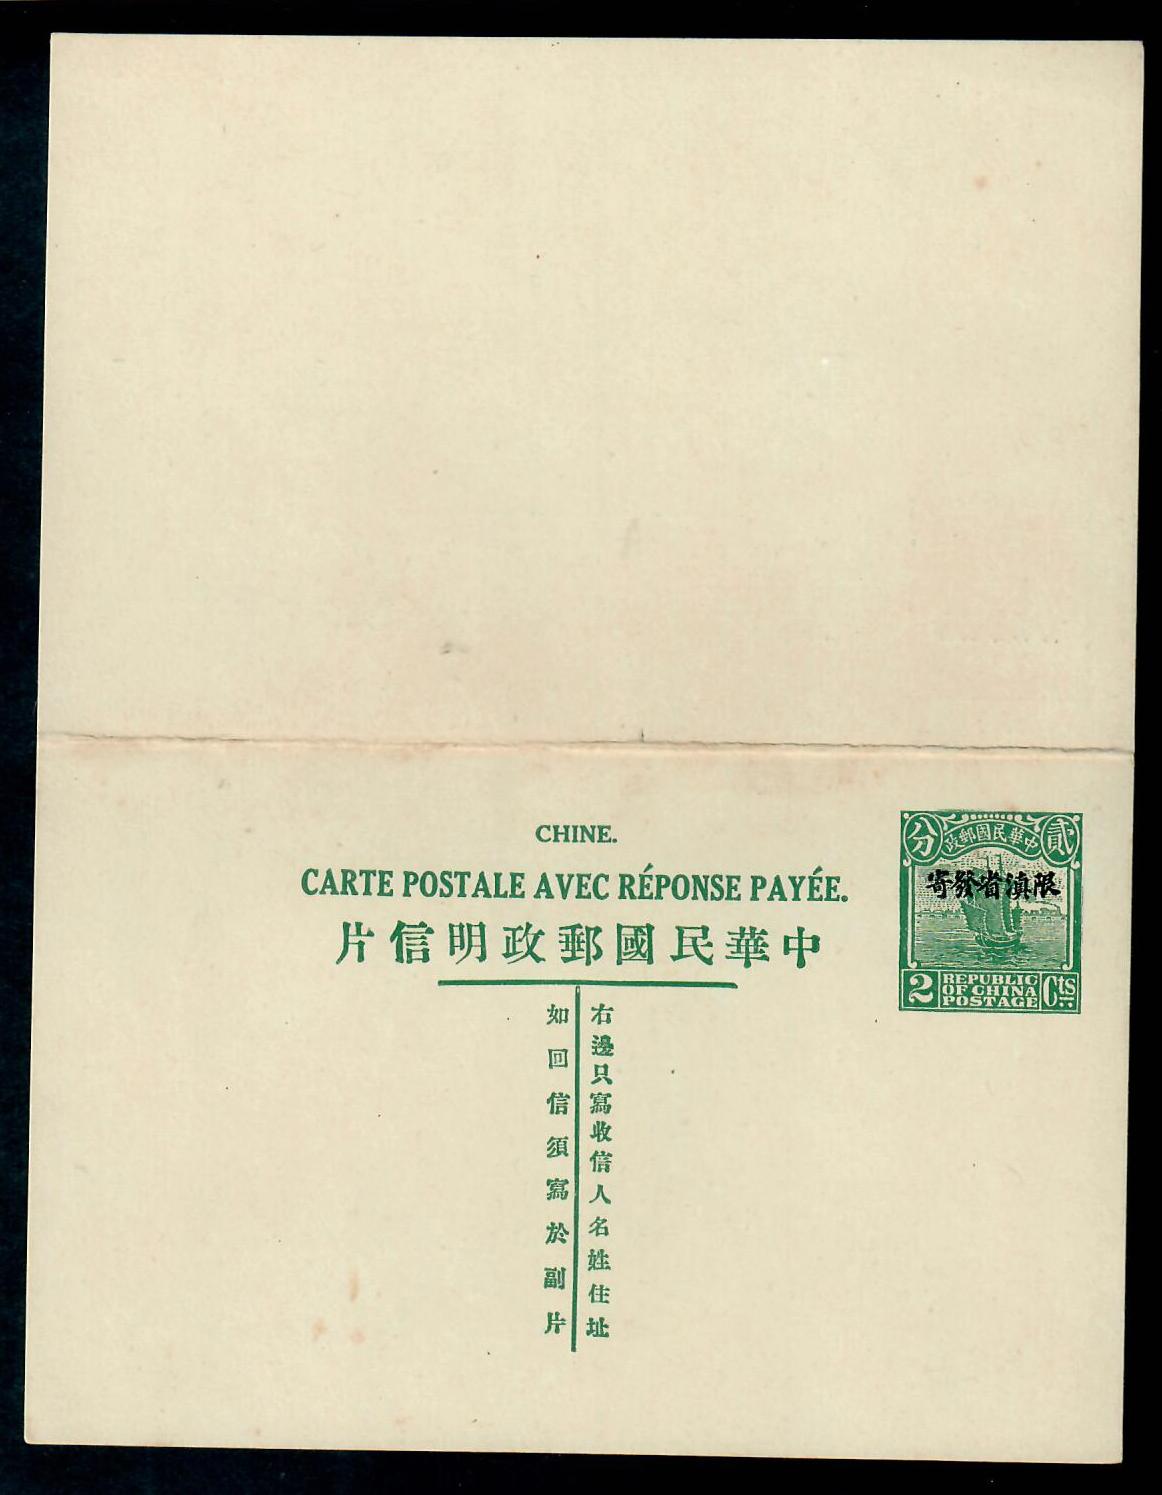 CHINE.
CARTE POSTALE AVEC RÉPONSE PAYÉE.
中華民國郵政明信片
右邊只寫收信人名姓住址
如回信須寫於副片
貳
分
中華民國郵政
限滇省發寄
2
REPUBLIC
OF CHINA
POSTAGE
Cts